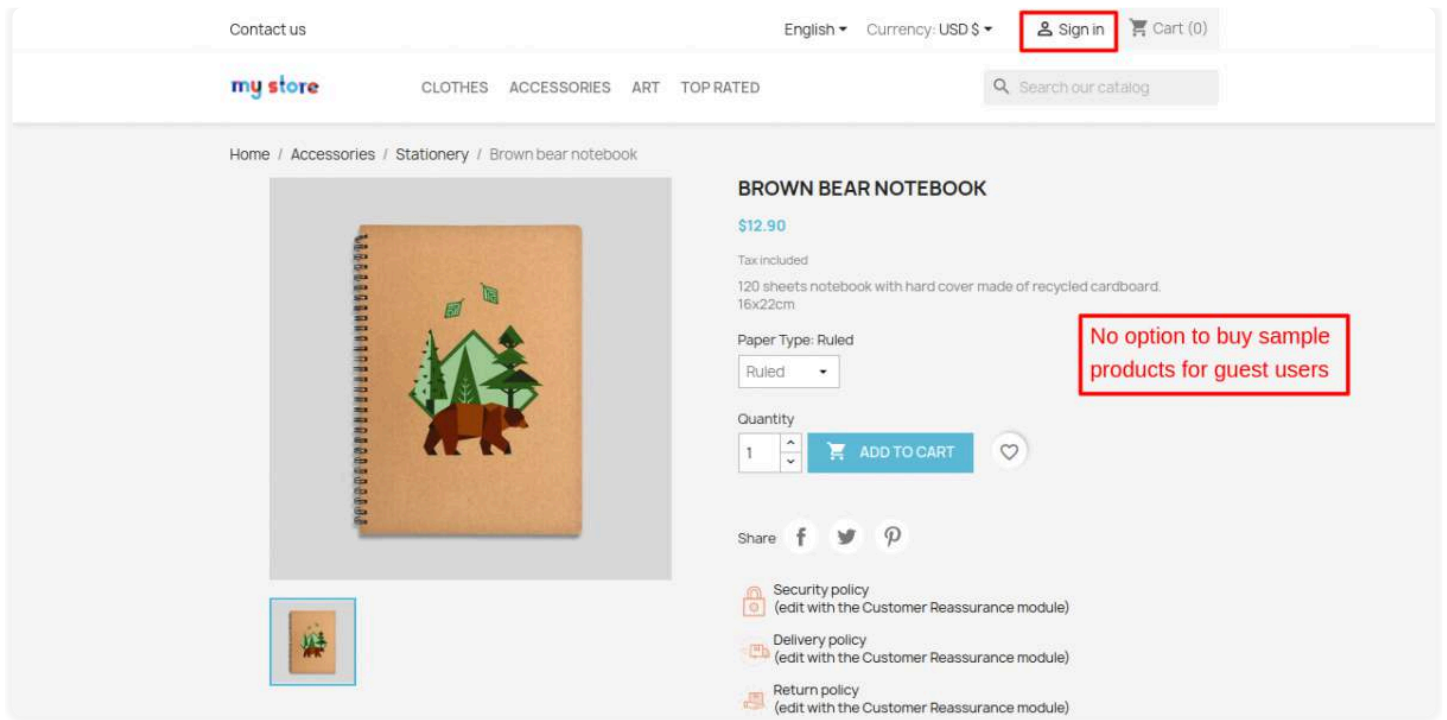 Contact us
English
Currency: USD $
Sign in
Cart (0)
my store
CLOTHES ACCESSORIES ART TOP RATED
Search our catalog
Home / Accessories / Stationery / Brown bear notebook
BROWN BEAR NOTEBOOK
$12.90
Tax included
120 sheets notebook with hard cover made of recycled cardboard.
16x22cm
Paper Type: Ruled
Ruled
No option to buy sample
products for guest users
Quantity
1
ADD TO CART
Share
Security policy
(edit with the Customer Reassurance module)
Delivery policy
(edit with the Customer Reassurance module)
Return policy
(edit with the Customer Reassurance module)